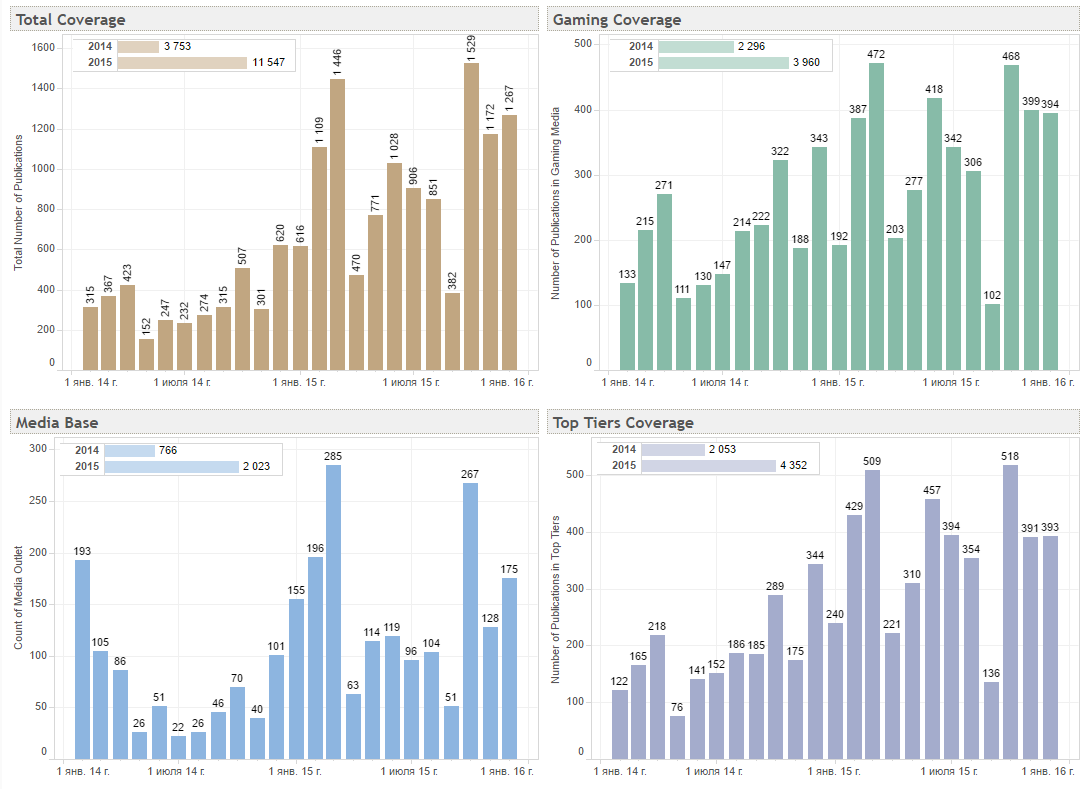 Total Coverage
2014 3 753
2015 11 547
Total Number of Publications
1600
1400
1200
1000
800
600
400
200
0
315 367 423 152 247 232 274 315 507 301 620 616 1 109 1 446 470 771 1 028 906 851 382 1 529 1 172 1 267
1 янв. 14 г. 1 июля 14 г. 1 янв. 15 г. 1 июля 15 г. 1 янв. 16 г.
Gaming Coverage
2014 2 296
2015 3 960
Number of Publications in Gaming Media
500
400
300
200
100
0
133 215 271 111 130 147 214 222 322 188 343 192 387 472 203 277 418 342 306 102 468 399 394
1 янв. 14 г. 1 июля 14 г. 1 янв. 15 г. 1 июля 15 г. 1 янв. 16 г.
Media Base
2014 766
2015 2 023
Count of Media Outlet
300
250
200
150
100
50
0
193 105 86 26 51 22 26 46 70 40 101 155 196 285 63 114 119 96 104 51 267 128 175
1 янв. 14 г. 1 июля 14 г. 1 янв. 15 г. 1 июля 15 г. 1 янв. 16 г.
Top Tiers Coverage
2014 2 053
2015 4 352
Number of Publications in Top Tiers
500
400
300
200
100
0
122 165 218 76 141 152 186 185 289 175 344 240 429 509 221 310 457 394 354 136 518 391 393
1 янв. 14 г. 1 июля 14 г. 1 янв. 15 г. 1 июля 15 г. 1 янв. 16 г.